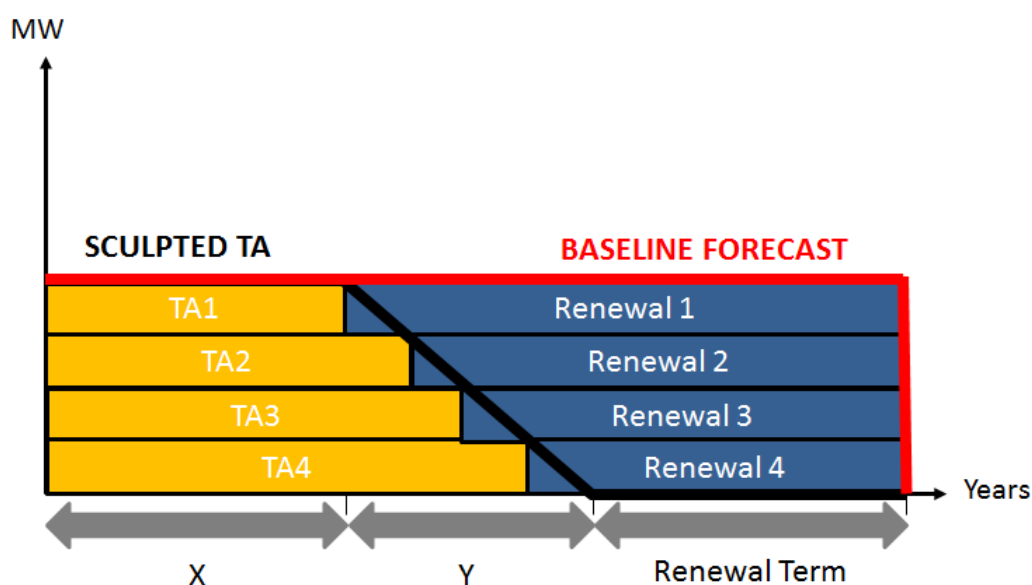 MW
SCULPTED TA
BASELINE FORECAST
TA1
Renewal 1
TA2
Renewal 2
TA3
Renewal 3
TA4
Renewal 4
Years
X
Y
Renewal Term